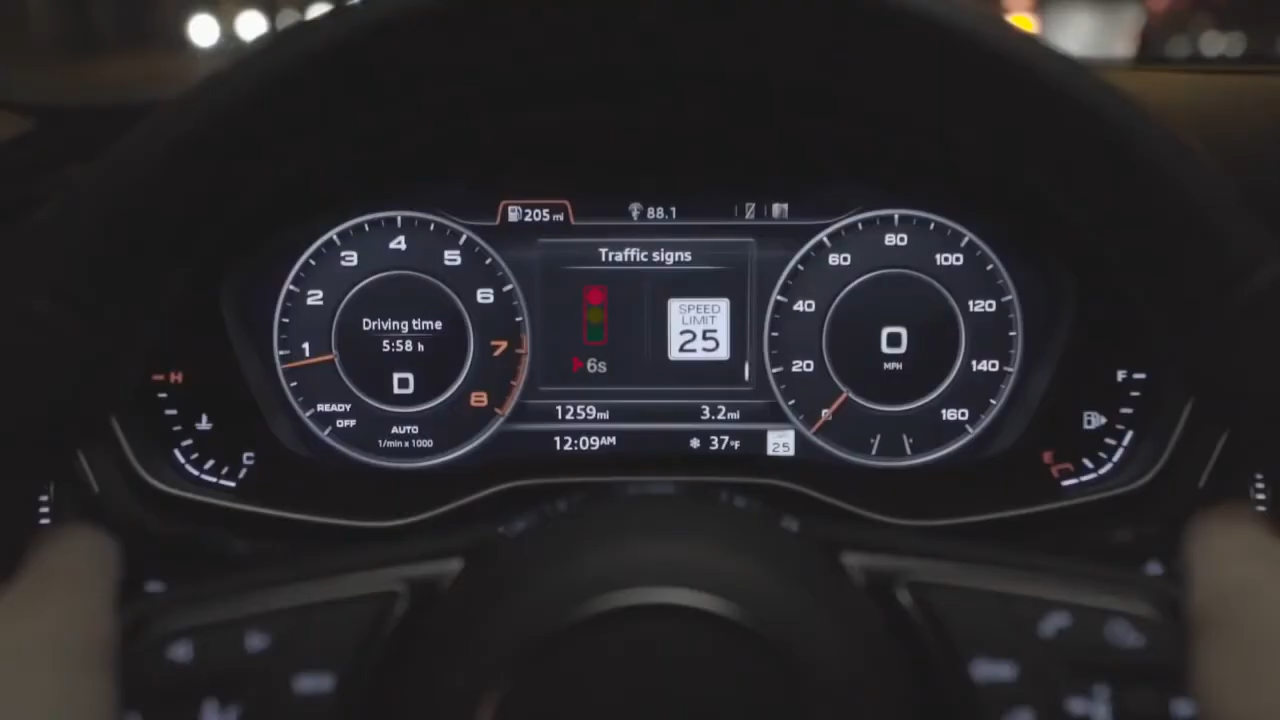 205 mi
88.1
Traffic signs
SPEED
LIMIT
25
6s
1259mi
3.2mi
12:09AM
37°F
25
1
2
3
4
5
6
7
8
Driving time
5:58 h
D
READY
OFF
AUTO
1/min x 1000
0
20
40
60
80
100
120
140
160
0
MPH
H
C
F
E